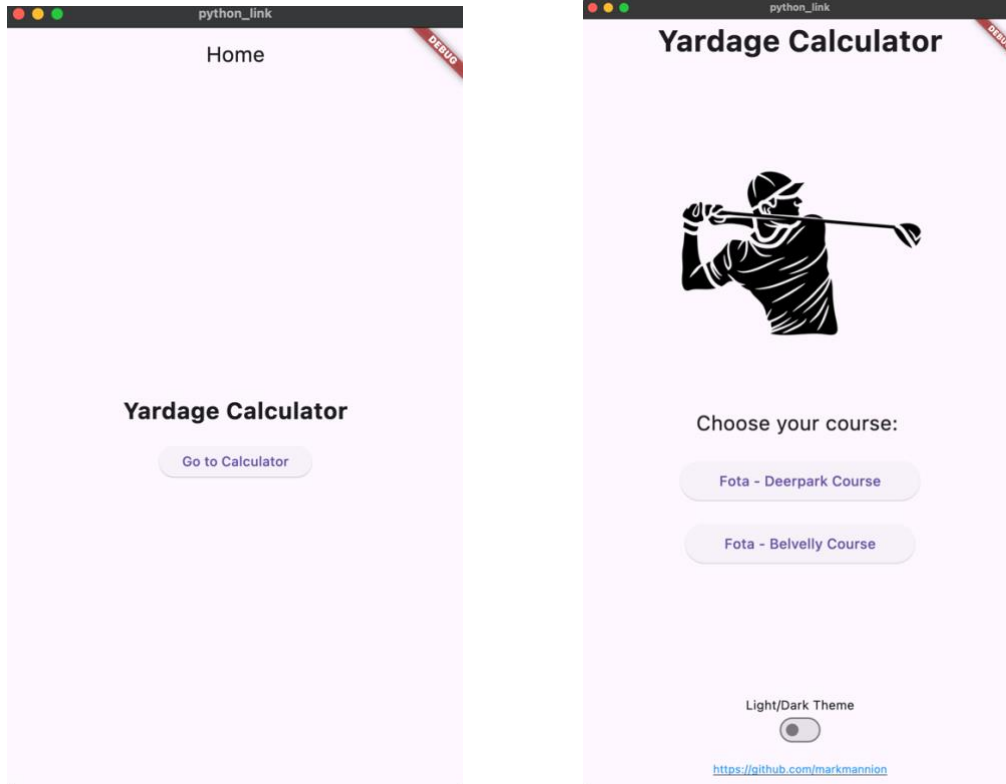 python_link
DEBUG
Home
Yardage Calculator
Go to Calculator
python_link
DEBUG
Yardage Calculator
Choose your course:
Fota - Deerpark Course
Fota - Belvelly Course
Light/Dark Theme
https://github.com/markmannion